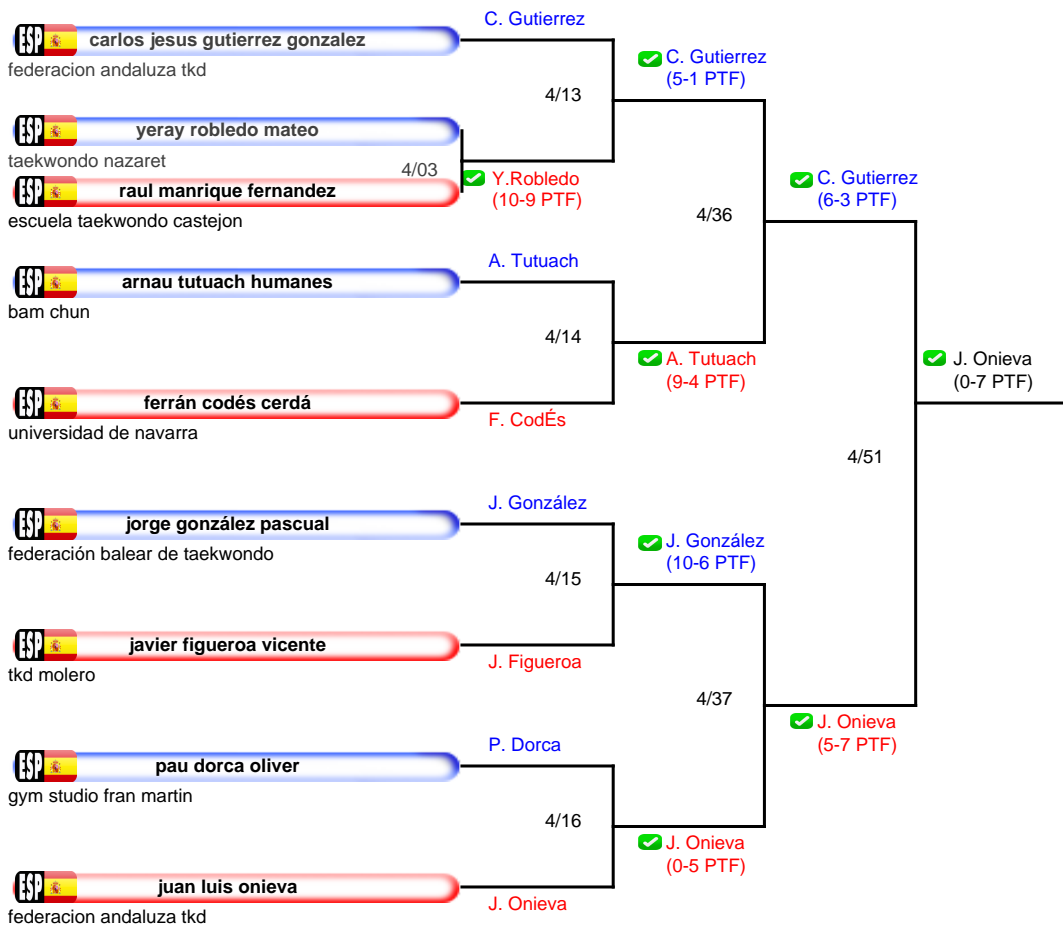 C. Gutierrez
ESP carlos jesus gutierrez gonzalez
federacion andaluza tkd
C. Gutierrez
(5-1 PTF)
4/13
ESP yeray robledo mateo
taekwondo nazaret
4/03
Y.Robledo
(10-9 PTF)
ESP raul manrique fernandez
escuela taekwondo castejon
C. Gutierrez
(6-3 PTF)
4/36
A. Tutuach
ESP arnau tutuach humanes
bam chun
4/14
A. Tutuach
(9-4 PTF)
J. Onieva
(0-7 PTF)
ESP ferrán codés cerdá
F. CodÉs
universidad de navarra
4/51
J. González
ESP jorge gonzález pascual
federación balear de taekwondo
J. González
(10-6 PTF)
4/15
ESP javier figueroa vicente
J. Figueroa
tkd molero
4/37
J. Onieva
(5-7 PTF)
P. Dorca
ESP pau dorca oliver
gym studio fran martin
4/16
J. Onieva
(0-5 PTF)
ESP juan luis onieva
J. Onieva
federacion andaluza tkd